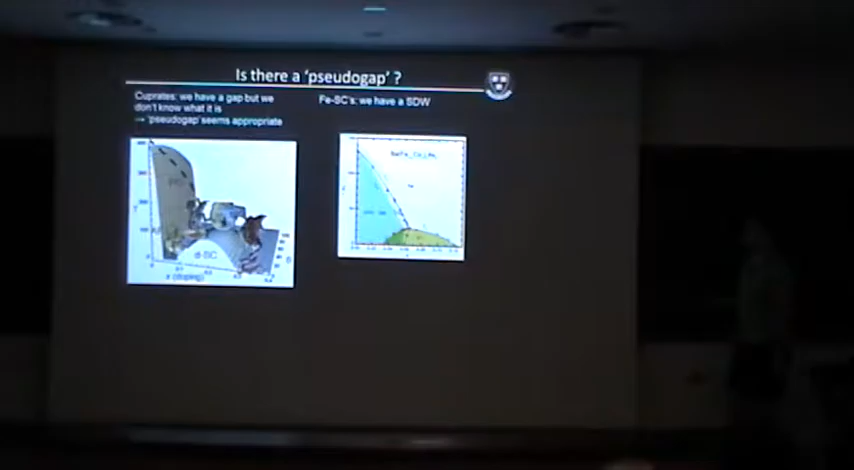 Is there a 'pseudogap' ?
Cuprates: we have a gap but we
don't know what it is
→ 'pseudogap' seems appropriate
Fe-SC's: we have a SDW
d-SC
x (doping)